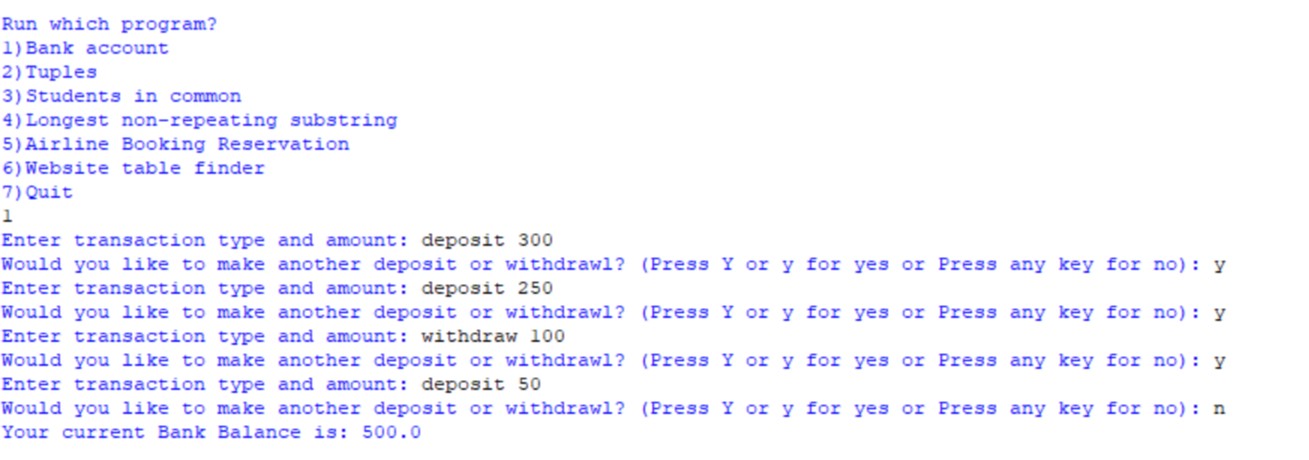 Run which program?
1)Bank account
2)Tuples
3)Students in common
4)Longest non-repeating substring
5)Airline Booking Reservation
6)Website table finder
7)Quit
1
Enter transaction type and amount: deposit 300
Would you like to make another deposit or withdrawl? (Press Y or y for yes or Press any key for no): y
Enter transaction type and amount: deposit 250
Would you like to make another deposit or withdrawl? (Press Y or y for yes or Press any key for no): y
Enter transaction type and amount: withdraw 100
Would you like to make another deposit or withdrawl? (Press Y or y for yes or Press any key for no): y
Enter transaction type and amount: deposit 50
Would you like to make another deposit or withdrawl? (Press Y or y for yes or Press any key for no): n
Your current Bank Balance is: 500.0